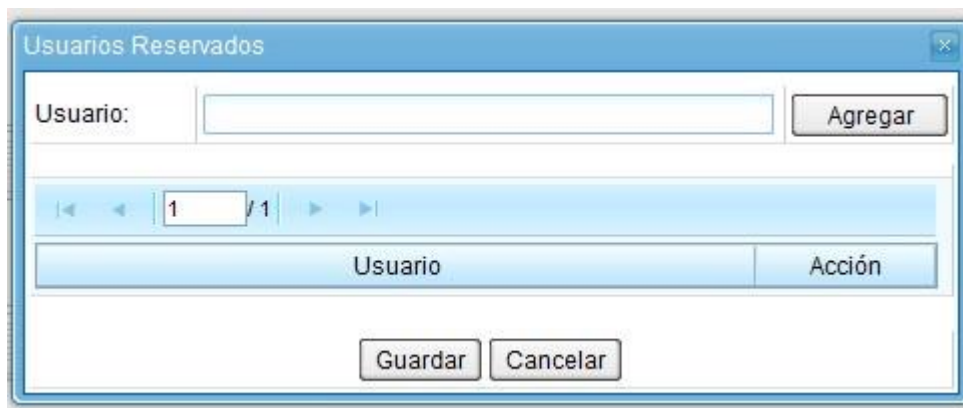 Usuarios Reservados
Usuario: Agregar
1 / 1
Usuario Acción
Guardar Cancelar